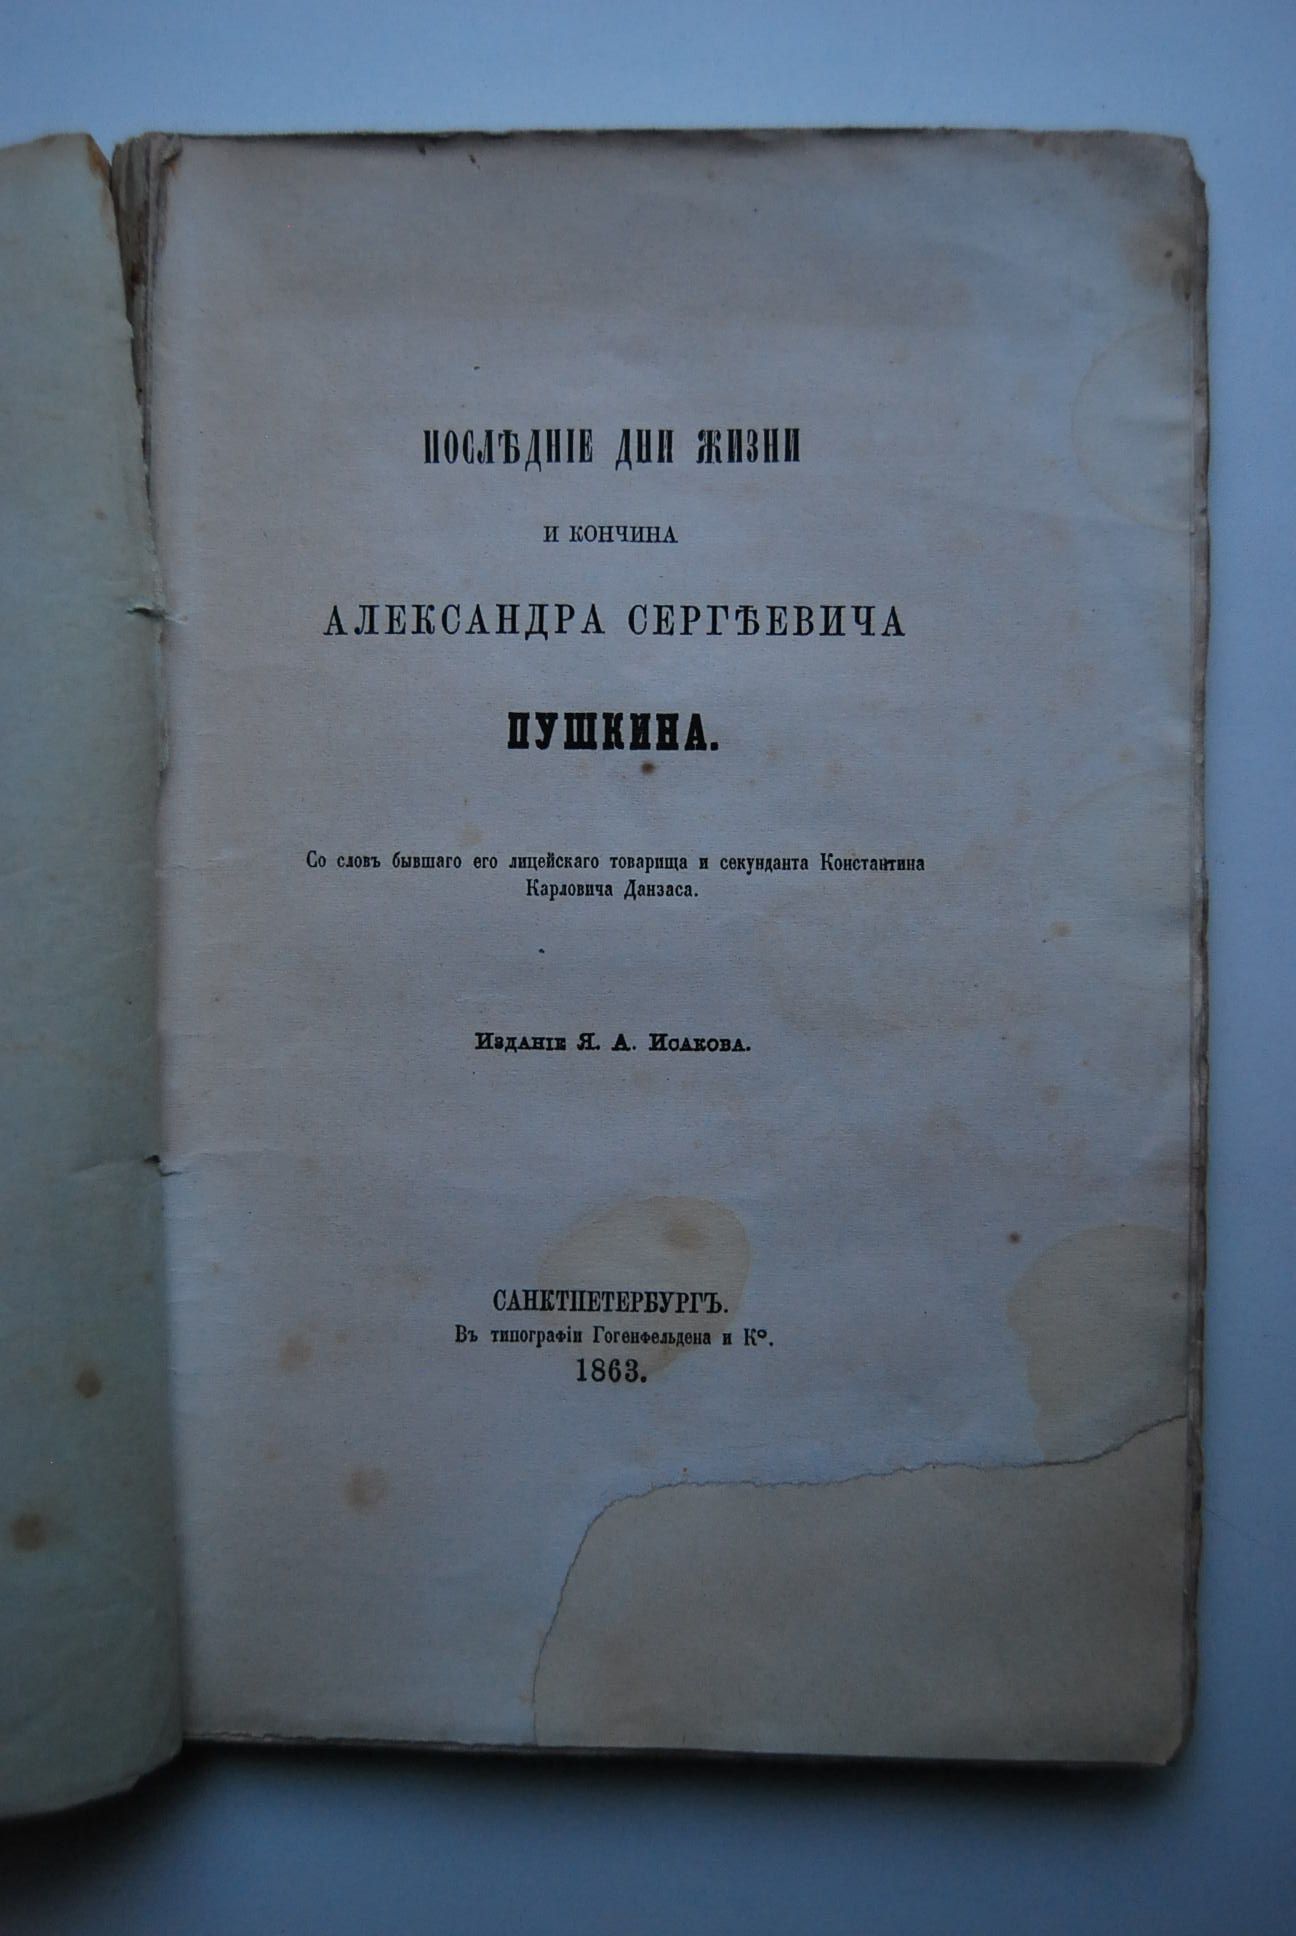 ПОСЛѢДНІЕ ДНИ ЖИЗНИ
И КОНЧИНА
АЛЕКСАНДРА СЕРГѢЕВИЧА
ПУШКИНА.
Со словъ бывшаго его лицейскаго товарища и секунданта Константина
Карловича Данзаса.
Изданіе Я. А. Исакова.
САНКТПЕТЕРБУРГЪ.
Въ типографіи Гогенфельдена и Кº.
1863.